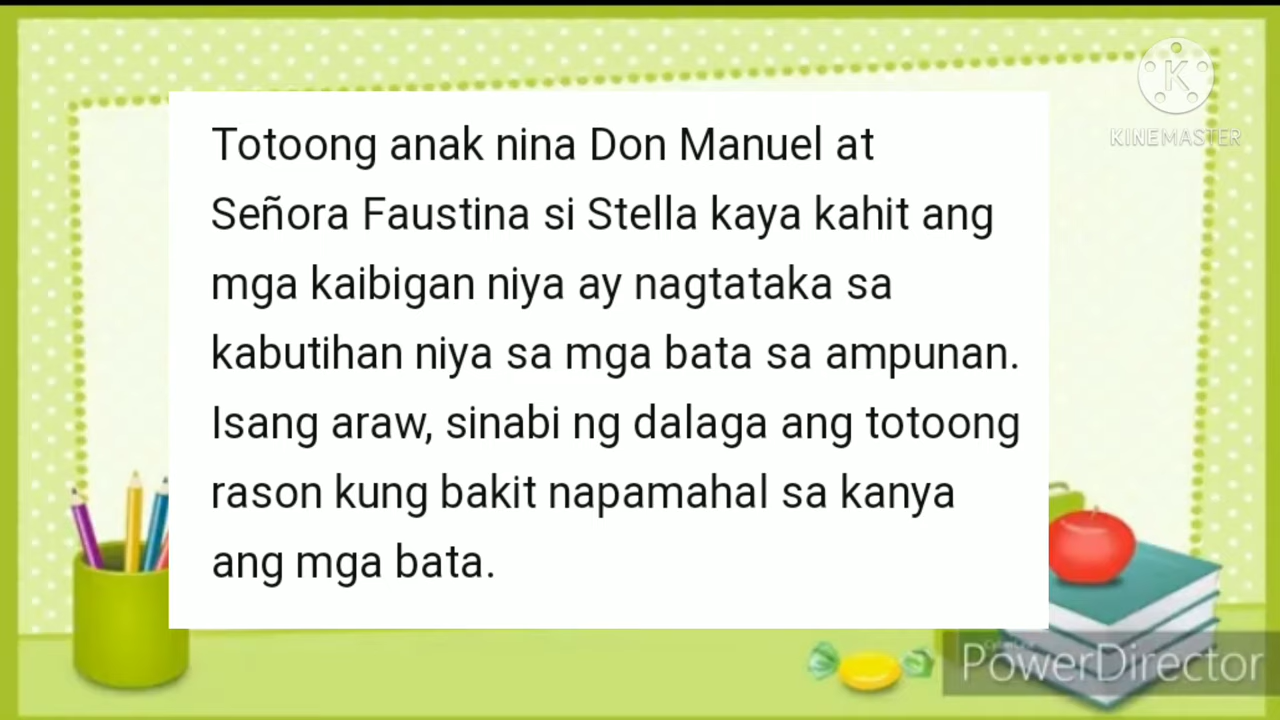 Totoong anak nina Don Manuel at
Señora Faustina si Stella kaya kahit ang
mga kaibigan niya ay nagtataka sa
kabutihan niya sa mga bata sa ampunan.
Isang araw, sinabi ng dalaga ang totoong
rason kung bakit napamahal sa kanya
ang mga bata.
K
KINEMASTER
PowerDirector